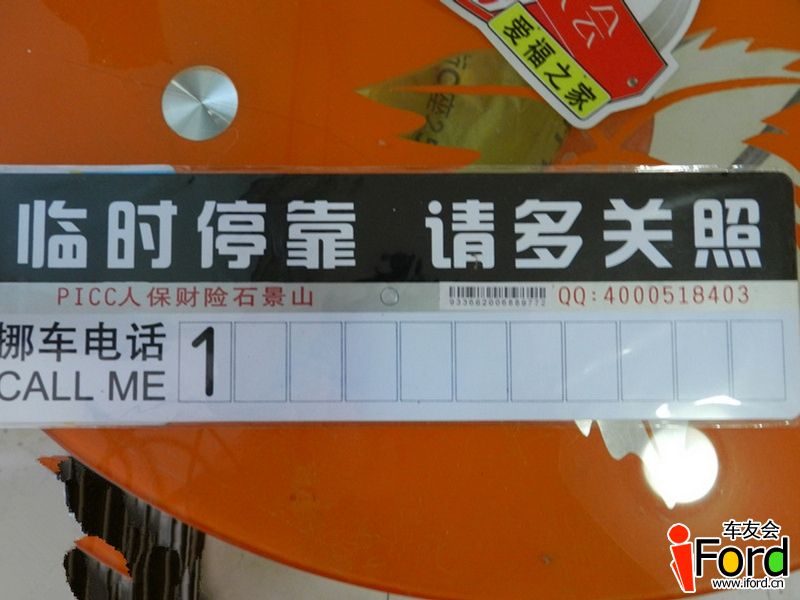 众会
爱福之家
临时停靠 请多关照
PICC人保财险石景山 QQ:4000518403
挪车电话 1
CALL ME
车友会
iFord
www.iford.cn